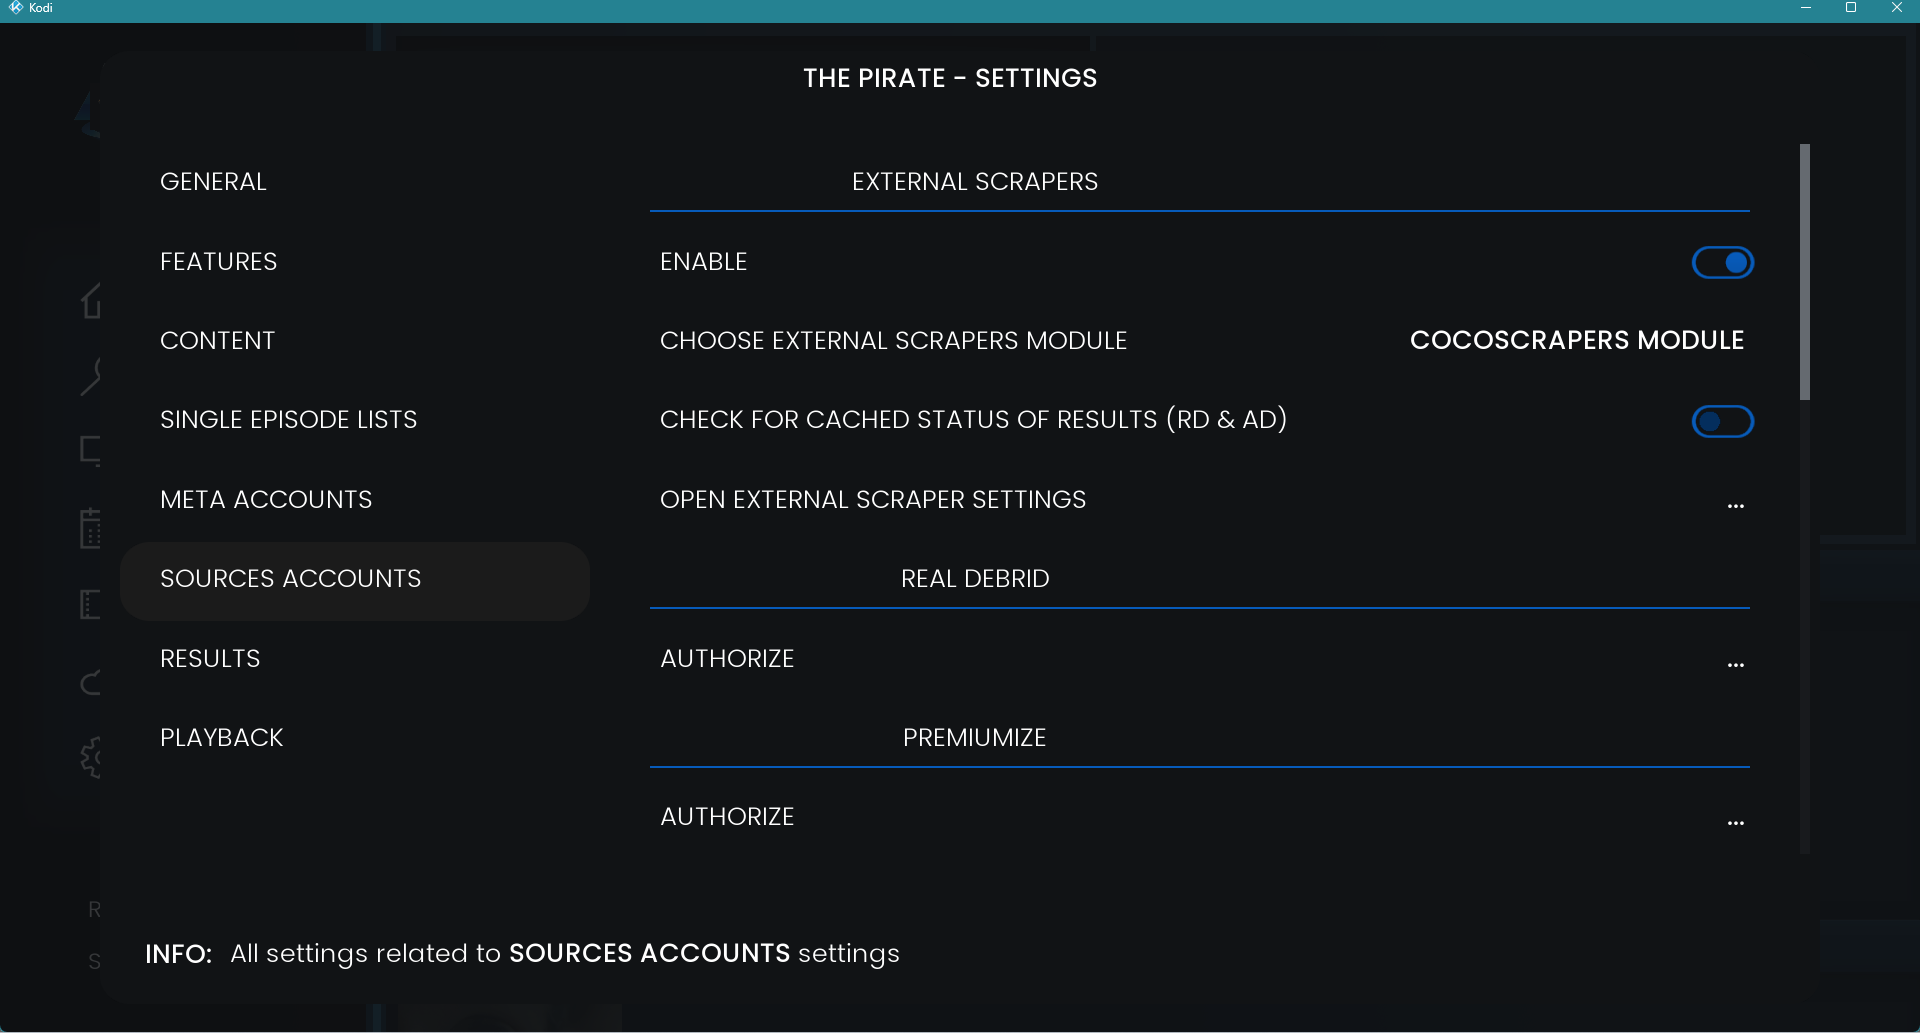 Kodi
THE PIRATE - SETTINGS
GENERAL
FEATURES
CONTENT
SINGLE EPISODE LISTS
META ACCOUNTS
SOURCES ACCOUNTS
RESULTS
PLAYBACK
EXTERNAL SCRAPERS
ENABLE
CHOOSE EXTERNAL SCRAPERS MODULE COCOSCRAPERS MODULE
CHECK FOR CACHED STATUS OF RESULTS (RD & AD)
OPEN EXTERNAL SCRAPER SETTINGS ...
REAL DEBRID
AUTHORIZE ...
PREMIUMIZE
AUTHORIZE ...
R
S
INFO: All settings related to SOURCES ACCOUNTS settings